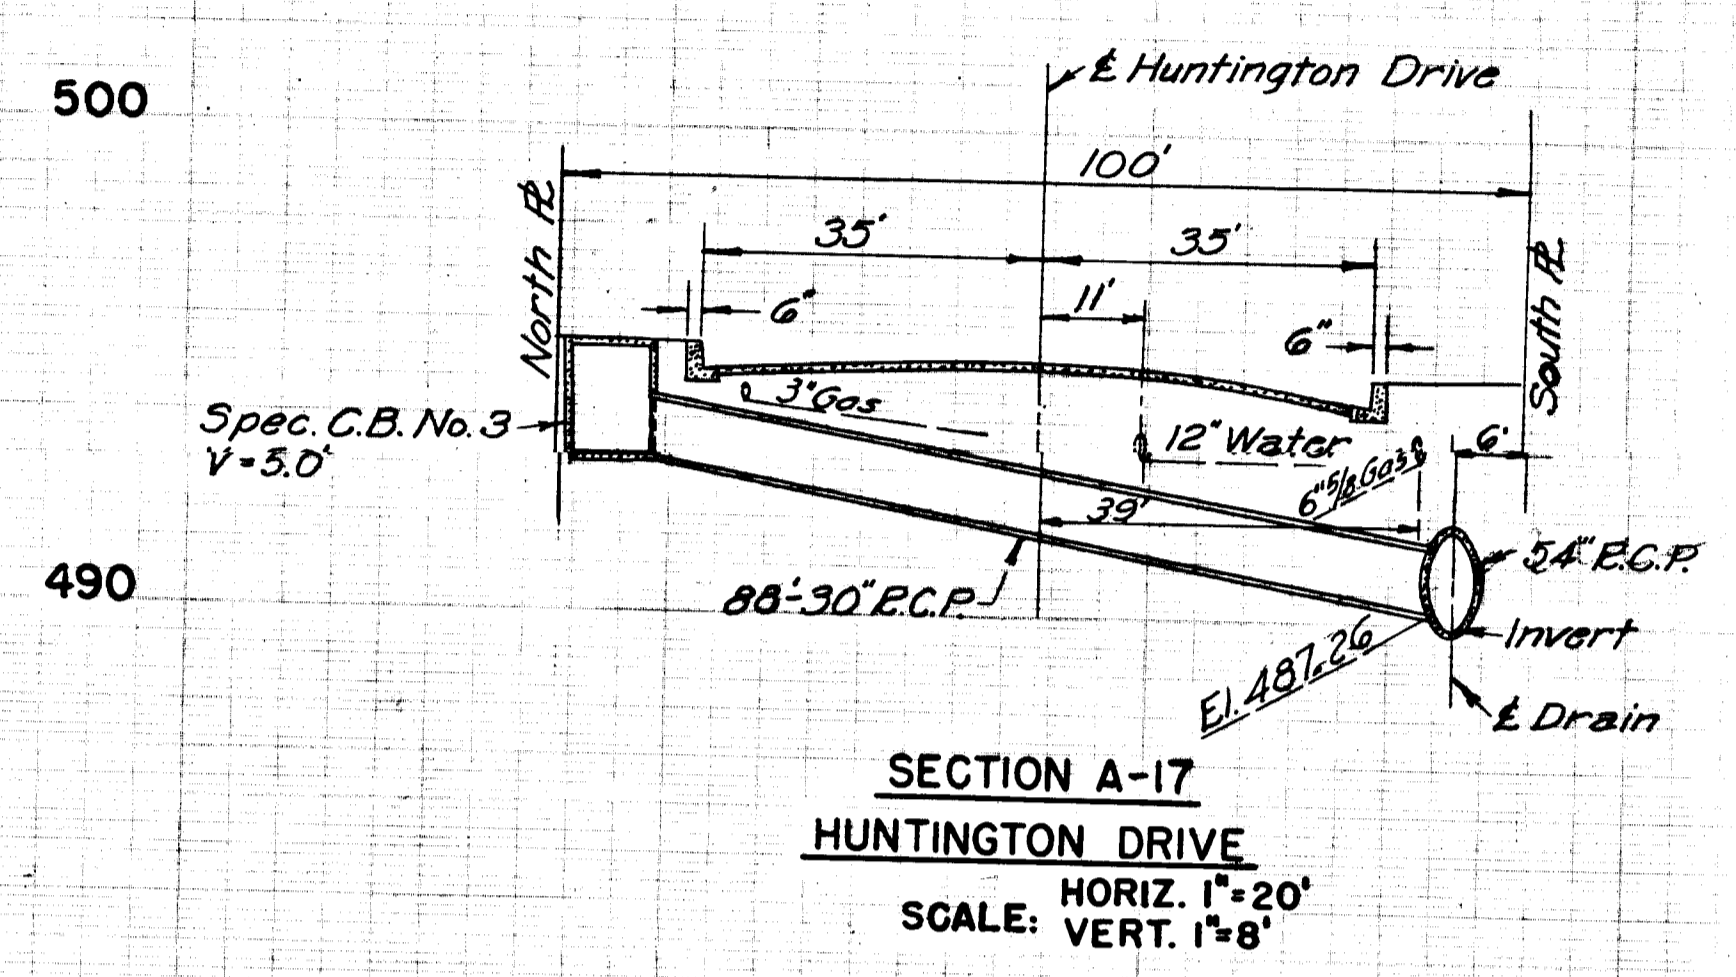 500
℄ Huntington Drive
100'
North ℞
35'
35'
11'
6"
6"
South ℞
3" Gas
Spec. C.B. No. 3
V = 5.0'
12" Water
6'
6"5/8 Gas
39'
54" R.C.P.
490
88'-30" R.C.P.
Invert
El. 487.26
℄ Drain
SECTION A-17
HUNTINGTON DRIVE
SCALE: HORIZ. 1"=20'
VERT. 1"=8'